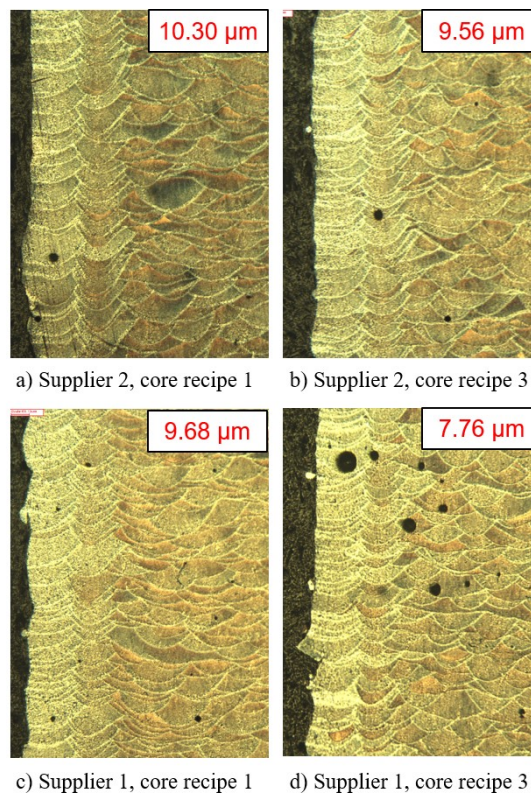 10.30 µm
9.56 µm
a) Supplier 2, core recipe 1
b) Supplier 2, core recipe 3
9.68 µm
7.76 µm
c) Supplier 1, core recipe 1
d) Supplier 1, core recipe 3